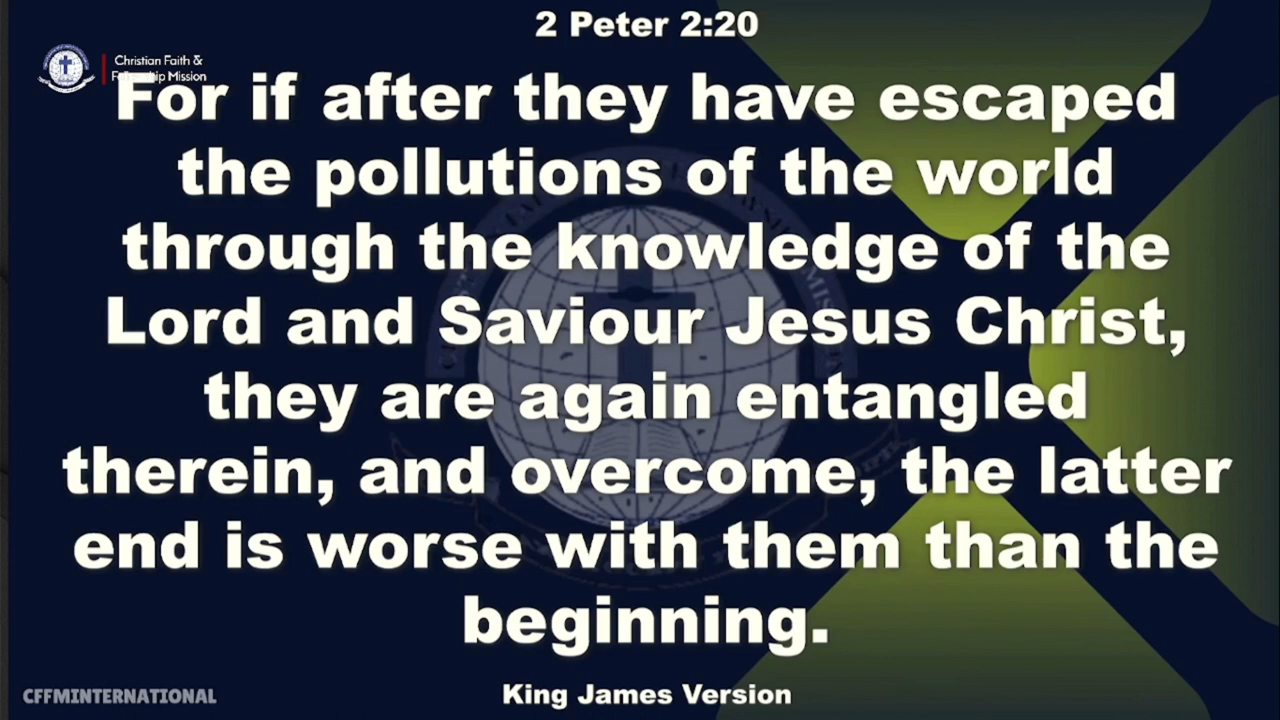 2 Peter 2:20
Christian Faith &
Fellowship Mission
For if after they have escaped
the pollutions of the world
through the knowledge of the
Lord and Saviour Jesus Christ,
they are again entangled
therein, and overcome, the latter
end is worse with them than the
beginning.
CFFMINTERNATIONAL
King James Version